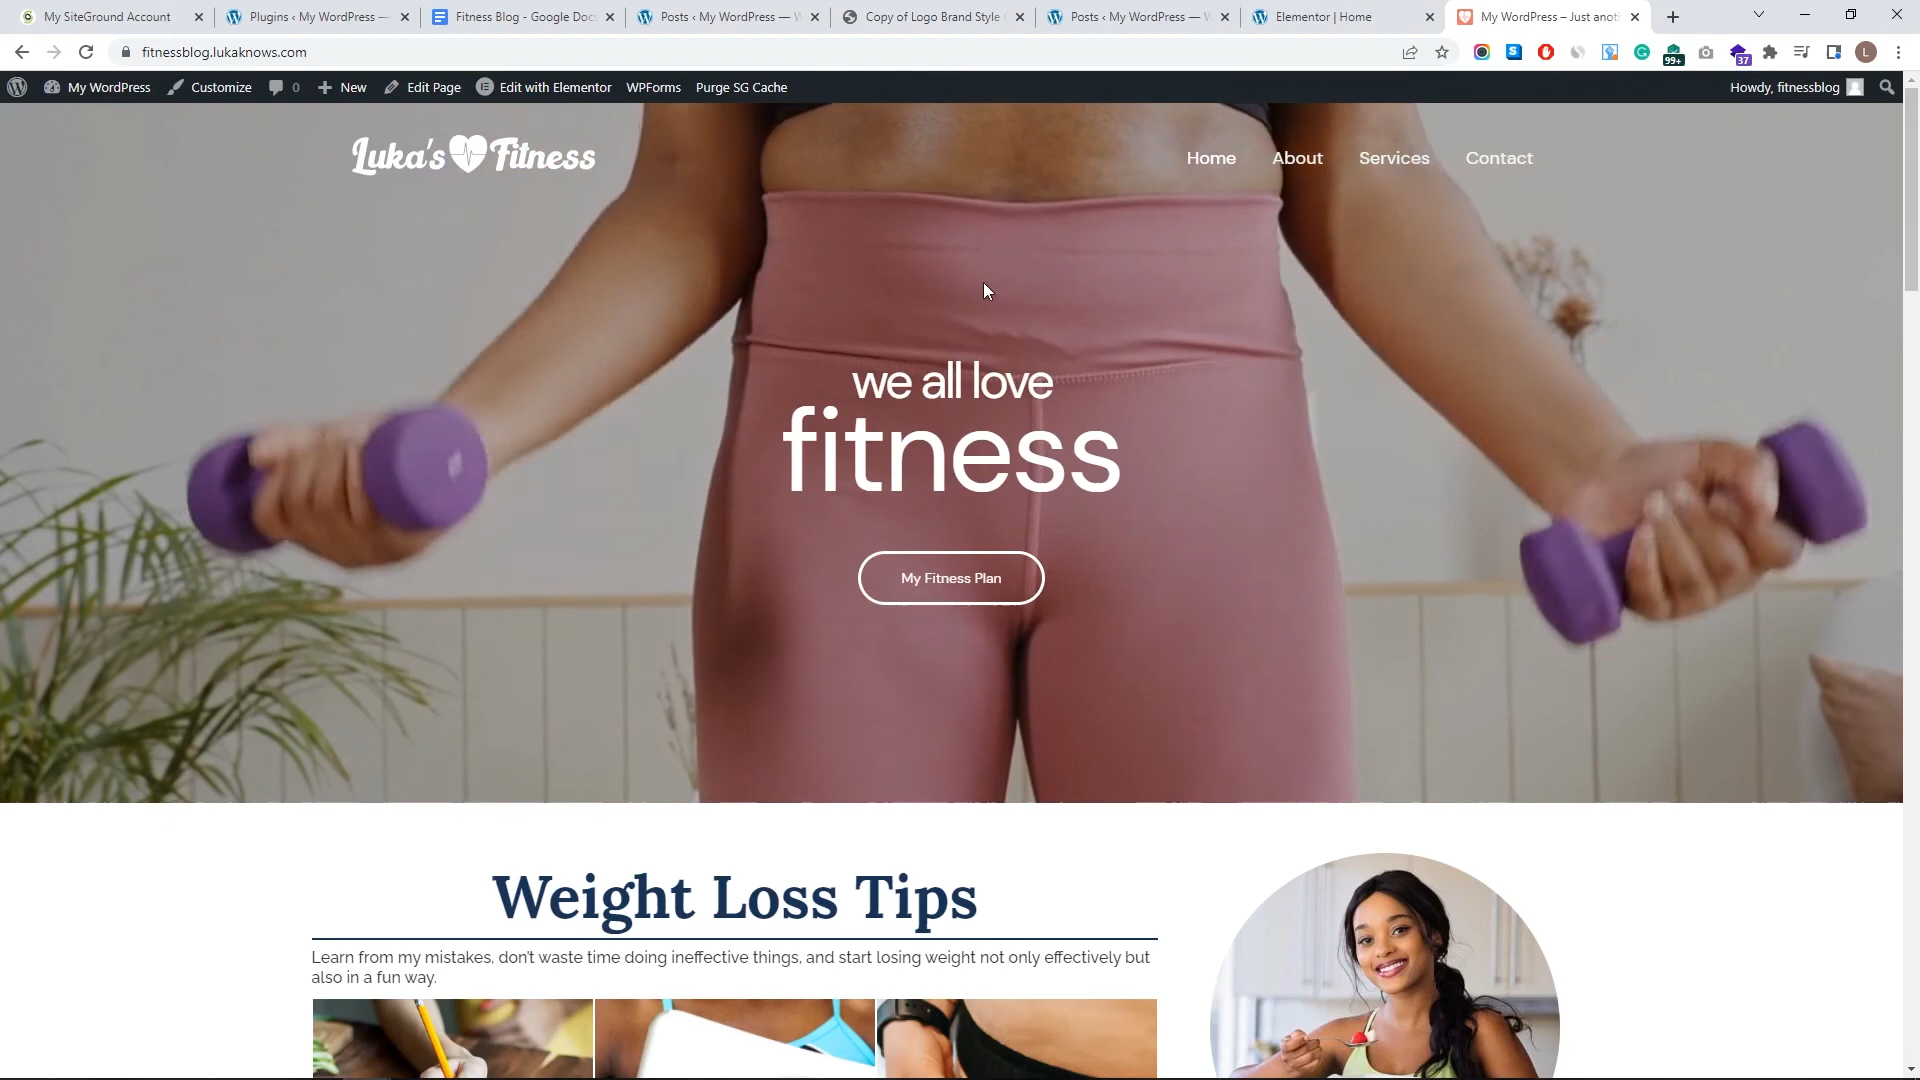 My SiteGround Account
Plugins ‹ My WordPress —
Fitness Blog - Google Doc
Posts ‹ My WordPress — W
Copy of Logo Brand Style
Posts ‹ My WordPress — W
Elementor | Home
My WordPress – Just anot
fitnessblog.lukaknows.com
99+
37
L
My WordPress
Customize
0
New
Edit Page
Edit with Elementor
WPForms
Purge SG Cache
Howdy, fitnessblog
Luka's Fitness
Home
About
Services
Contact
we all love
fitness
My Fitness Plan
Weight Loss Tips
Learn from my mistakes, don't waste time doing ineffective things, and start losing weight not only effectively but
also in a fun way.